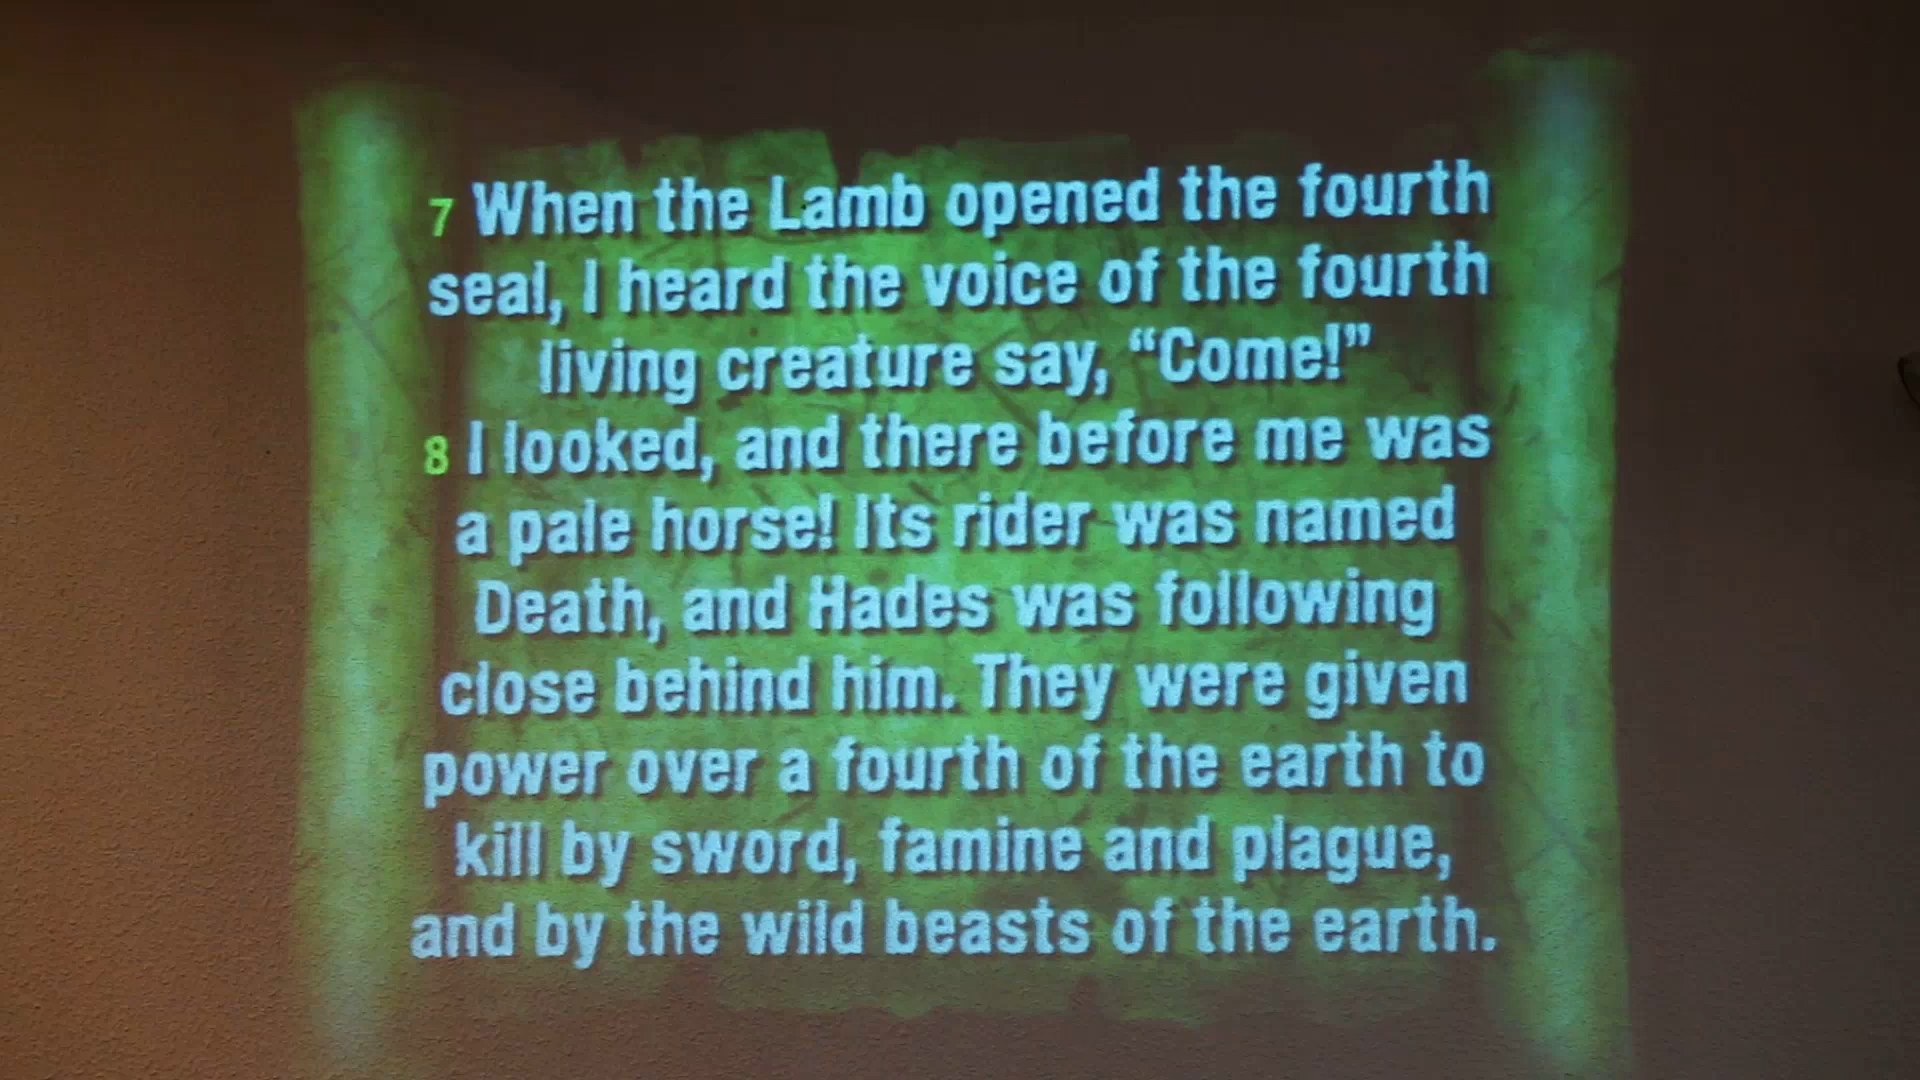 7 When the Lamb opened the fourth
seal, I heard the voice of the fourth
living creature say, “Come!”
8 I looked, and there before me was
a pale horse! Its rider was named
Death, and Hades was following
close behind him. They were given
power over a fourth of the earth to
kill by sword, famine and plague,
and by the wild beasts of the earth.